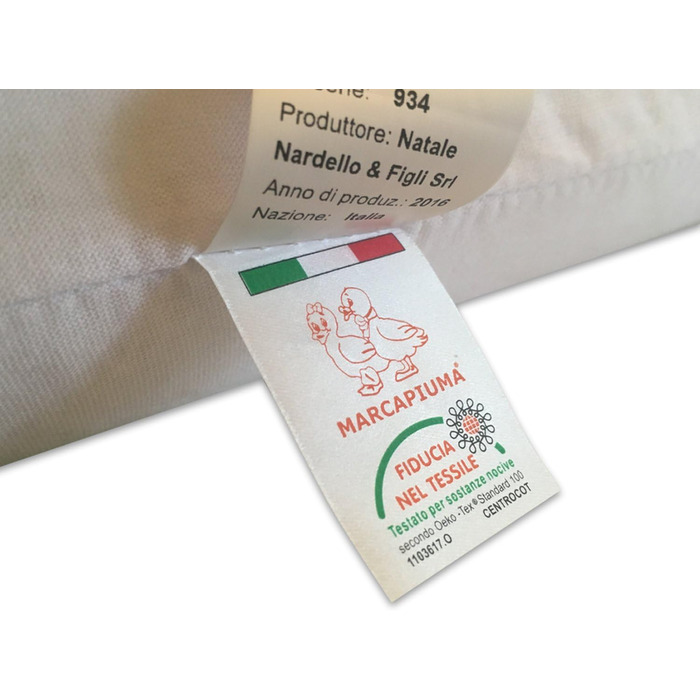 934
Produttore: Natale
Nardello & Figli Srl
Anno di produz.: 2016
Nazione: Italia
MARCAPIUMA®
FIDUCIA
NEL TESSILE
Testato per sostanze nocive
secondo Oeko -Tex® Standard 100
1103617.O CENTROCOT